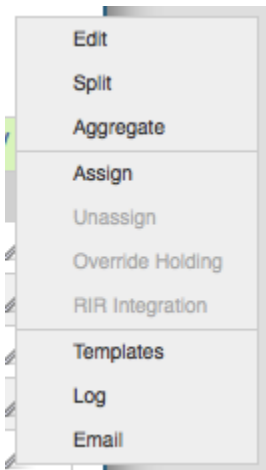 Edit
Split
Aggregate
Assign
Unassign
Override Holding
RIR Integration
Templates
Log
Email